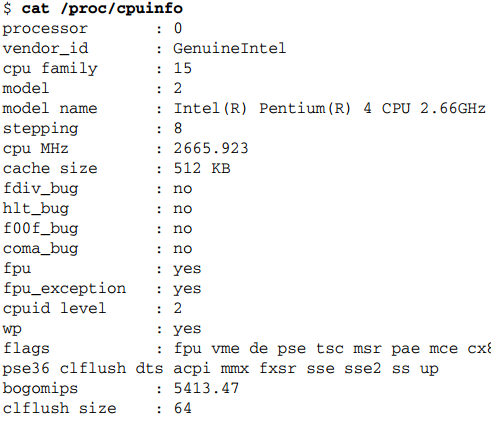 $ cat /proc/cpuinfo
processor : 0
vendor_id : GenuineIntel
cpu family : 15
model : 2
model name : Intel(R) Pentium(R) 4 CPU 2.66GHz
stepping : 8
cpu MHz : 2665.923
cache size : 512 KB
fdiv_bug : no
hlt_bug : no
f00f_bug : no
coma_bug : no
fpu : yes
fpu_exception : yes
cpuid level : 2
wp : yes
flags : fpu vme de pse tsc msr pae mce cx8
pse36 clflush dts acpi mmx fxsr sse sse2 ss up
bogomips : 5413.47
clflush size : 64